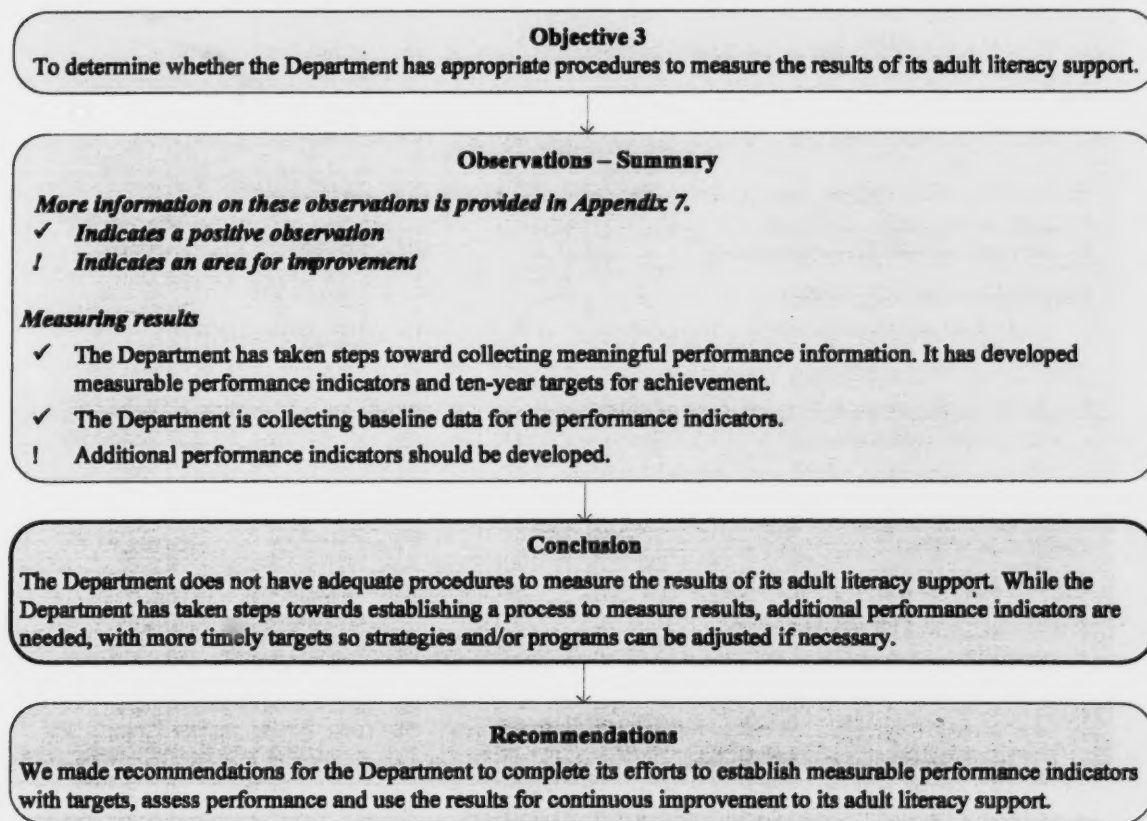 Objective 3
To determine whether the Department has appropriate procedures to measure the results of its adult literacy support.
Observations – Summary
More information on these observations is provided in Appendix 7.
✓ Indicates a positive observation
! Indicates an area for improvement
Measuring results
✓ The Department has taken steps toward collecting meaningful performance information. It has developed
measurable performance indicators and ten-year targets for achievement.
✓ The Department is collecting baseline data for the performance indicators.
! Additional performance indicators should be developed.
Conclusion
The Department does not have adequate procedures to measure the results of its adult literacy support. While the
Department has taken steps towards establishing a process to measure results, additional performance indicators are
needed, with more timely targets so strategies and/or programs can be adjusted if necessary.
Recommendations
We made recommendations for the Department to complete its efforts to establish measurable performance indicators
with targets, assess performance and use the results for continuous improvement to its adult literacy support.